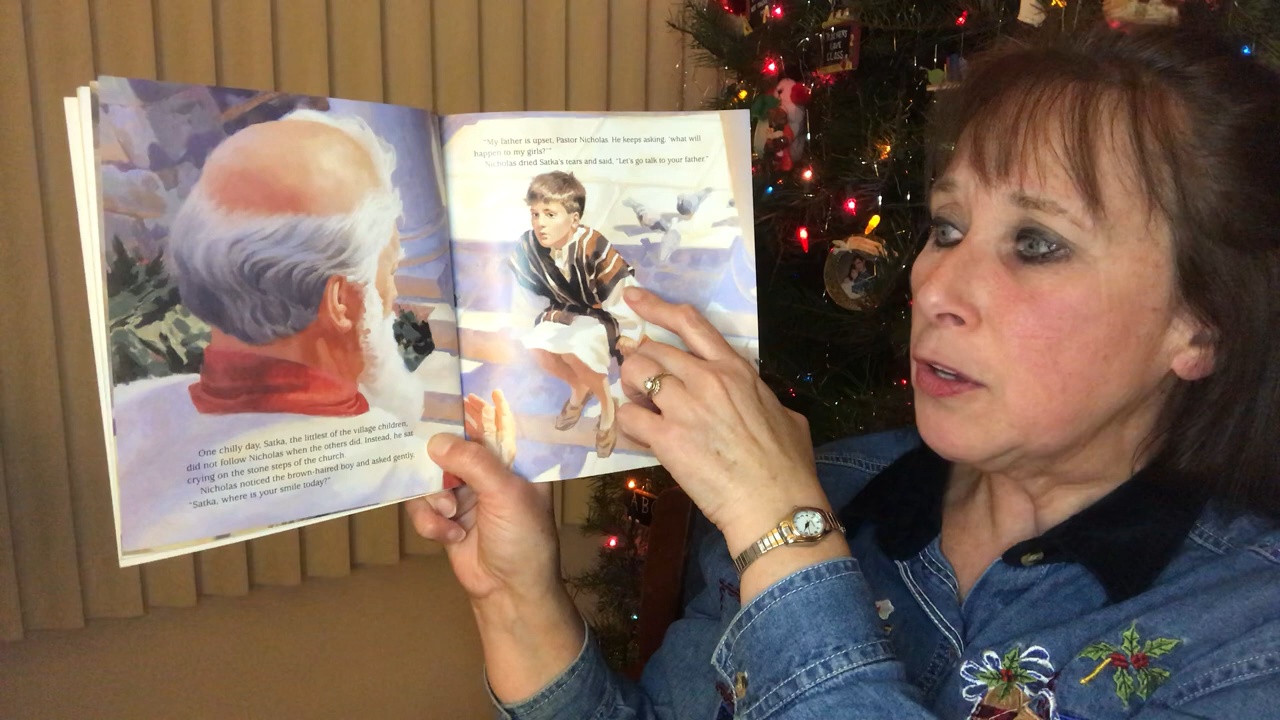 One chilly day, Satka, the littlest of the village children,
did not follow Nicholas when the others did. Instead, he sat
crying on the stone steps of the church.
Nicholas noticed the brown-haired boy and asked gently,
"Satka, where is your smile today?"
"My father is upset, Pastor Nicholas. He keeps asking, 'what will
happen to my girls?'"
Nicholas dried Satka's tears and said, "Let's go talk to your father."
TEACHERS
HAVE
CLASS